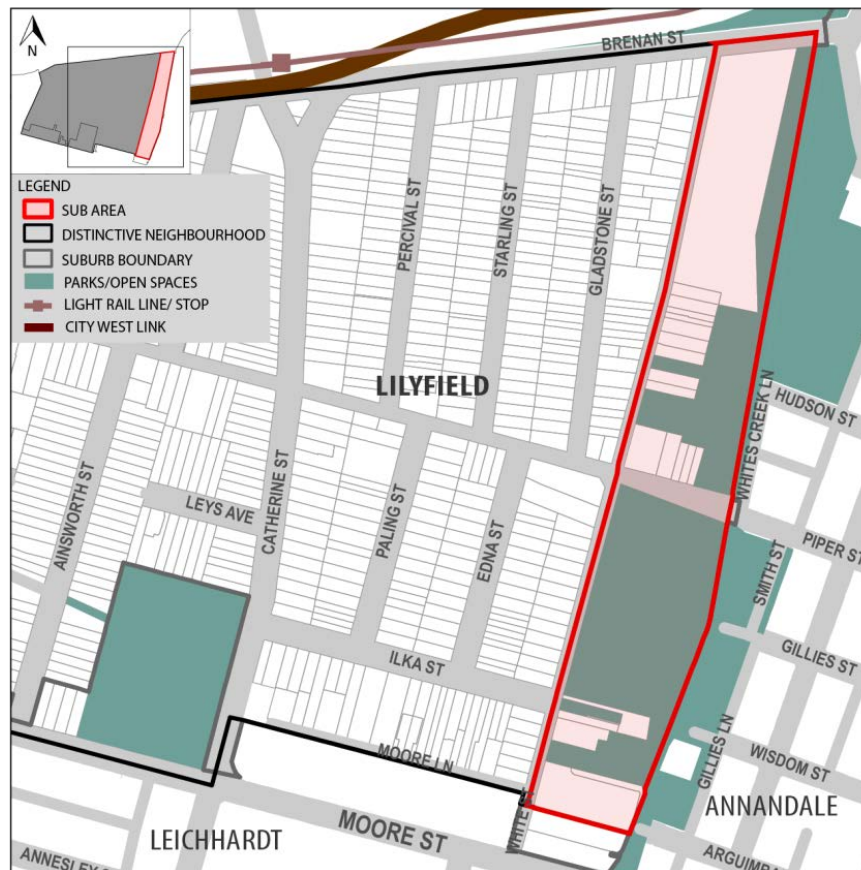 N
LEGEND
SUB AREA
DISTINCTIVE NEIGHBOURHOOD
SUBURB BOUNDARY
PARKS/OPEN SPACES
LIGHT RAIL LINE/ STOP
CITY WEST LINK
BRENAN ST
PERCIVAL ST
STARLING ST
GLADSTONE ST
LILYFIELD
WHITES CREEK LN
HUDSON ST
AINSWORTH ST
LEYS AVE
CATHERINE ST
PALING ST
EDNA ST
PIPER ST
SMITH ST
GILLIES ST
ILKA ST
GILLIES LN
WISDOM ST
MOORE LN
WHITE
ANNANDALE
LEICHHARDT
MOORE ST
ANNESLEY
ARGUIMBA